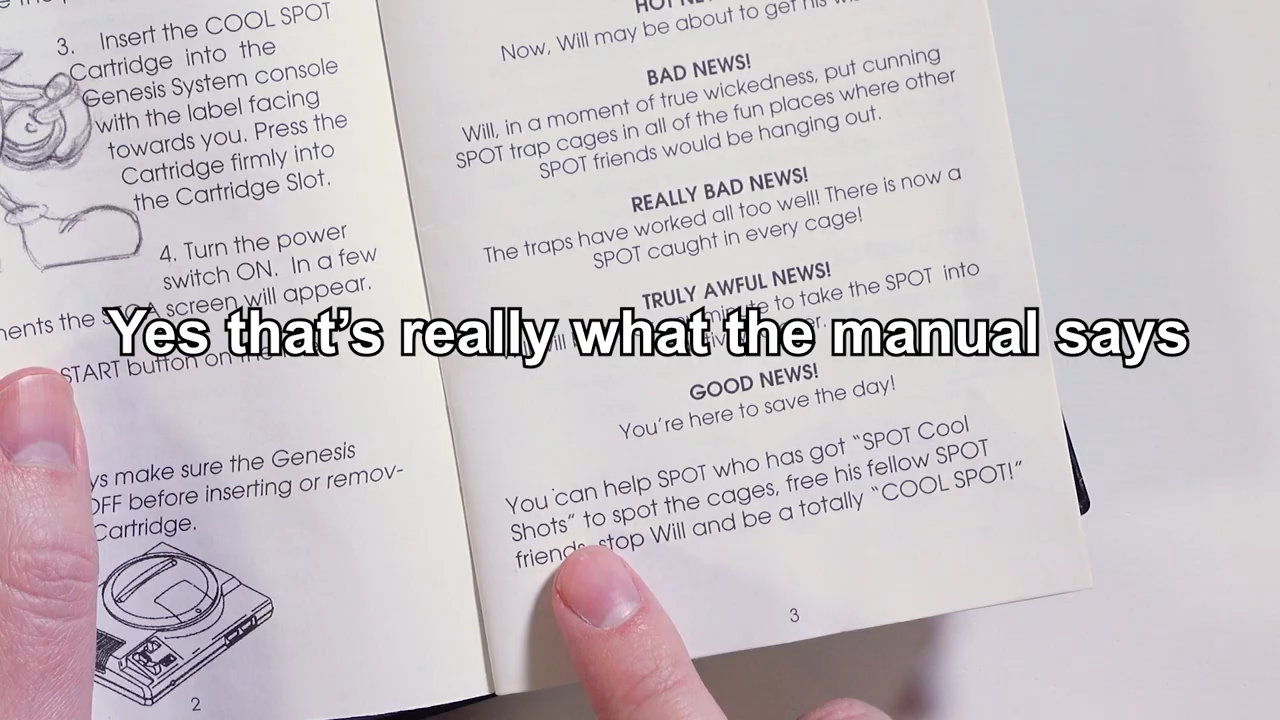 3. Insert the COOL SPOT
Cartridge into the
Genesis System console
with the label facing
towards you. Press the
Cartridge firmly into
the Cartridge Slot.
4. Turn the power
switch ON. In a few
the screen will appear.
START button on the
make sure the Genesis
before inserting or remov-
Cartridge.
2
Now, Will may be about to get his
BAD NEWS!
Will, in a moment of true wickedness, put cunning
SPOT trap cages in all of the fun places where other
SPOT friends would be hanging out.
REALLY BAD NEWS!
The traps have worked all too well! There is now a
SPOT caught in every cage!
TRULY AWFUL NEWS!
to take the SPOT into
GOOD NEWS!
You're here to save the day!
You can help SPOT who has got “SPOT Cool
Shots” to spot the cages, free his fellow SPOT
friends, stop Will and be a totally “COOL SPOT!”
3
Yes that’s really what the manual says